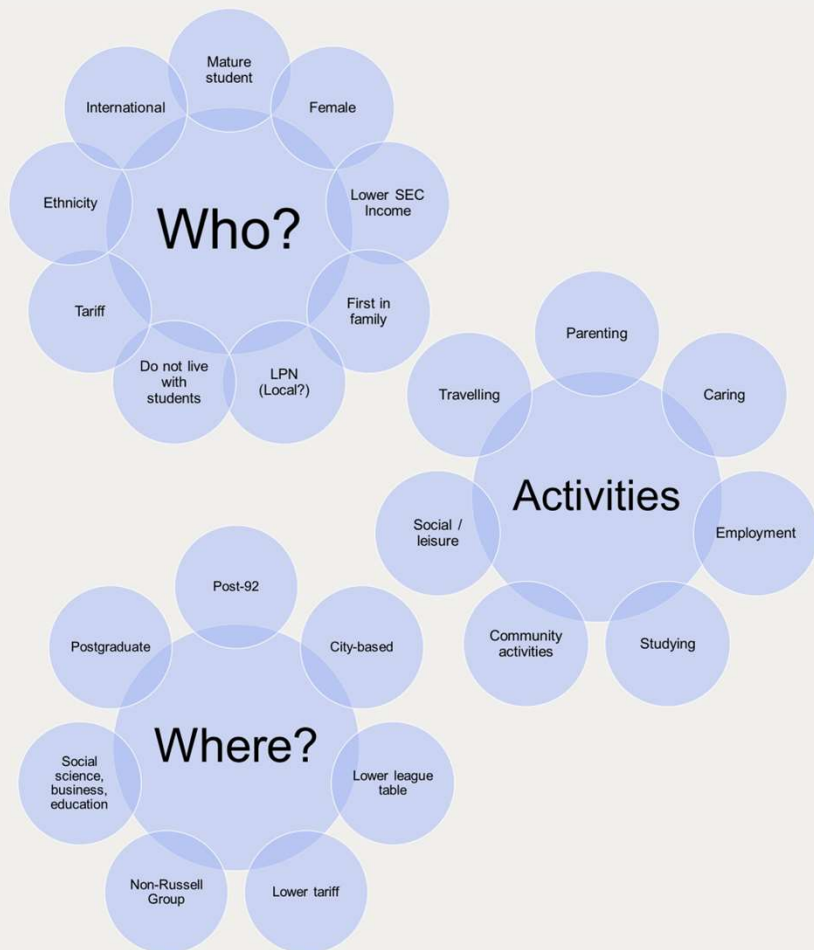 Who?
Mature
student
Female
Lower SEC
Income
First in
family
LPN
(Local?)
Do not live
with
students
Tariff
Ethnicity
International
Activities
Parenting
Caring
Employment
Studying
Community
activities
Social /
leisure
Travelling
Where?
Post-92
City-based
Lower league
table
Lower tariff
Non-Russell
Group
Social
science,
business,
education
Postgraduate